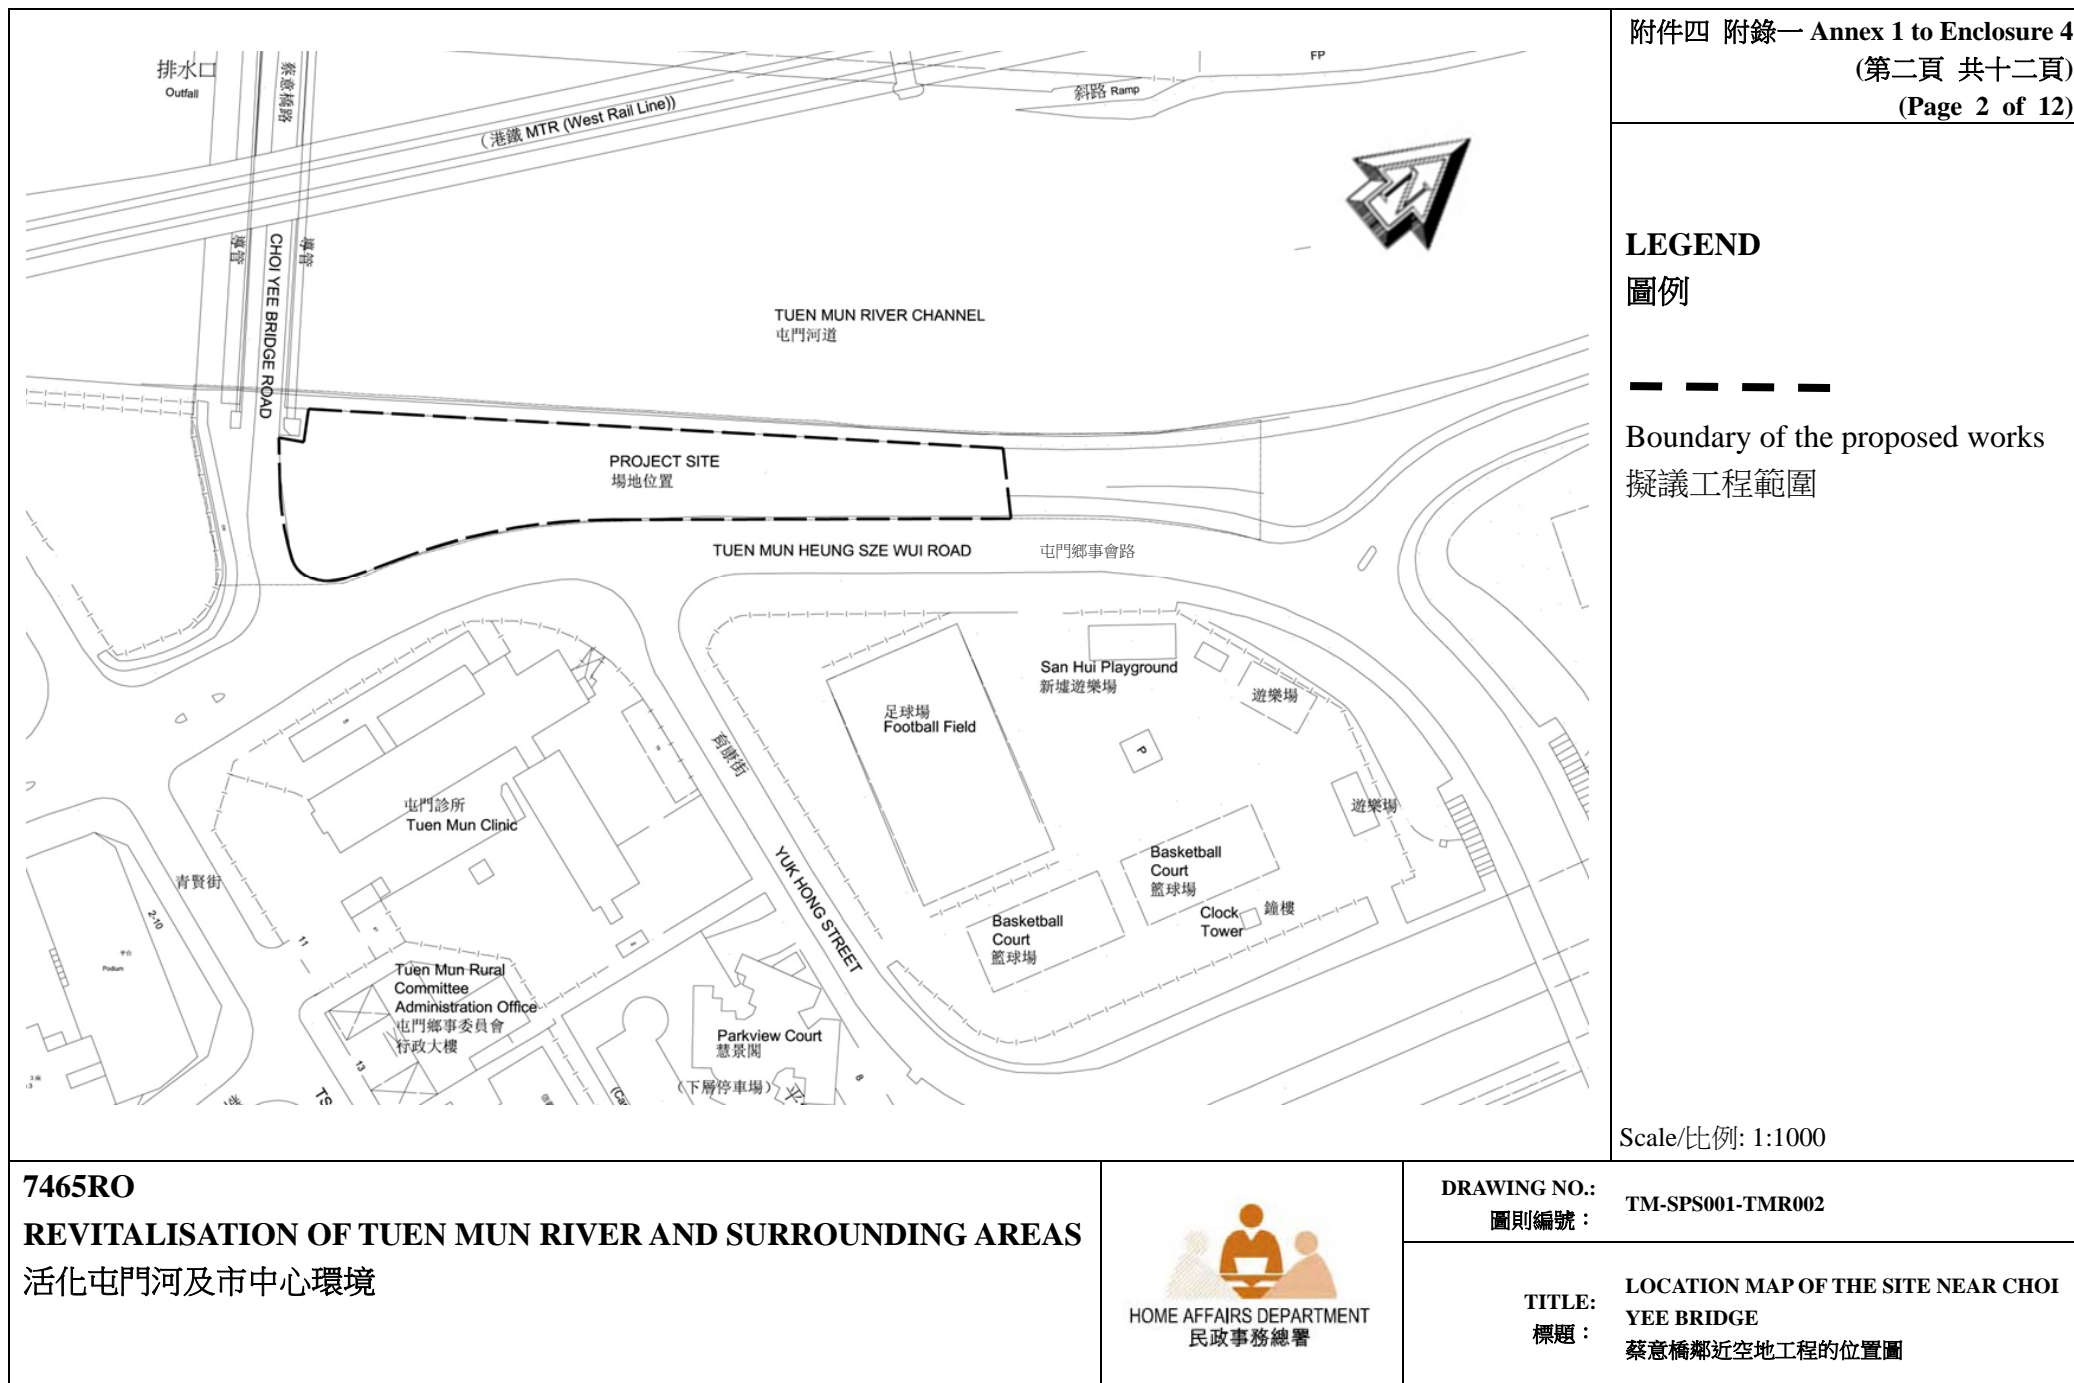 附件四 附錄一 Annex 1 to Enclosure 4
(第二頁 共十二頁)
(Page 2 of 12)
排水口
Outfall
蔡意橋路
(港鐵 MTR (West Rail Line))
斜路 Ramp
FP
N
導管
導管
CHOI YEE BRIDGE ROAD
TUEN MUN RIVER CHANNEL
屯門河道
PROJECT SITE
場地位置
TUEN MUN HEUNG SZE WUI ROAD 屯門鄉事會路
San Hui Playground
新墟遊樂場
遊樂場
足球場
Football Field
P
育康街
遊樂場
屯門診所
Tuen Mun Clinic
YUK HONG STREET
Basketball
Court
籃球場
青賢街
2-10
平台
Podium
11
Basketball
Court
籃球場
Clock
Tower
鐘樓
Tuen Mun Rural
Committee
Administration Office
屯門鄉事委員會
行政大樓
Parkview Court
慧景閣
(下層停車場)
平
13
8
TS
(Ca
LEGEND
圖例
Boundary of the proposed works
擬議工程範圍
Scale/比例: 1:1000
7465RO
REVITALISATION OF TUEN MUN RIVER AND SURROUNDING AREAS
活化屯門河及市中心環境
HOME AFFAIRS DEPARTMENT
民政事務總署
DRAWING NO.:
圖則編號：
TM-SPS001-TMR002
TITLE:
標題：
LOCATION MAP OF THE SITE NEAR CHOI
YEE BRIDGE
蔡意橋鄰近空地工程的位置圖